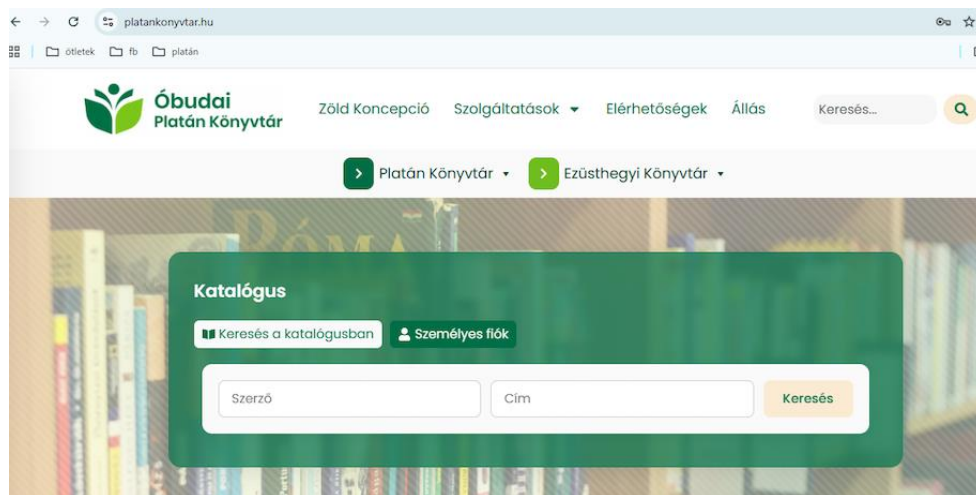 platankonyvtar.hu
ötletek fb platán
Óbudai
Platán Könyvtár
Zöld Koncepció Szolgáltatások Elérhetőségek Állás Keresés...
Platán Könyvtár Ezüsthegyi Könyvtár
RÓMA
Katalógus
Keresés a katalógusban Személyes fiók
Szerző Cím Keresés